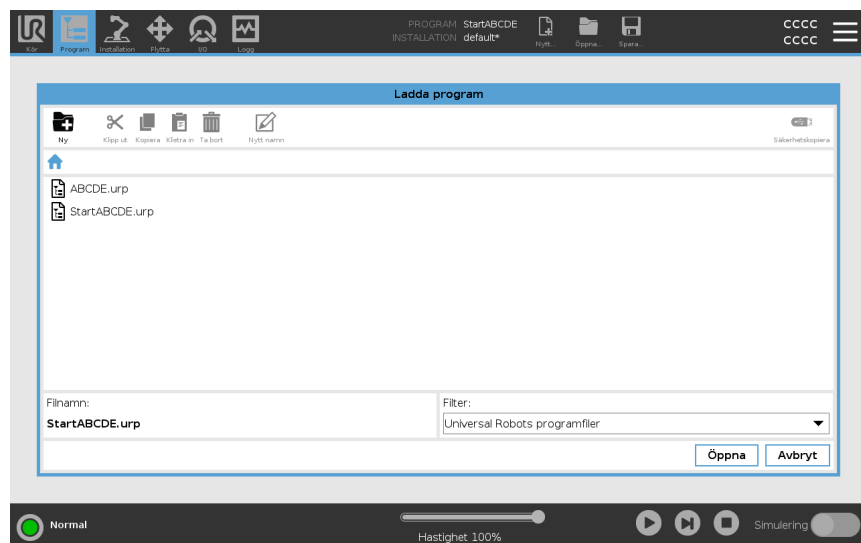 UR
PROGRAM StartABCDE
INSTALLATION default*
CCCC
CCCC
Kör Program Installation Flytta I/O Logg Nytt... Öppna... Spara...
Ladda program
Ny Klipp ut Kopiera Klistra in Ta bort Nytt namn Säkerhetskopiera
ABCDE.urp
StartABCDE.urp
Filnamn:
Filter:
StartABCDE.urp
Universal Robots programfiler
Öppna Avbryt
Normal
Hastighet 100%
Simulering